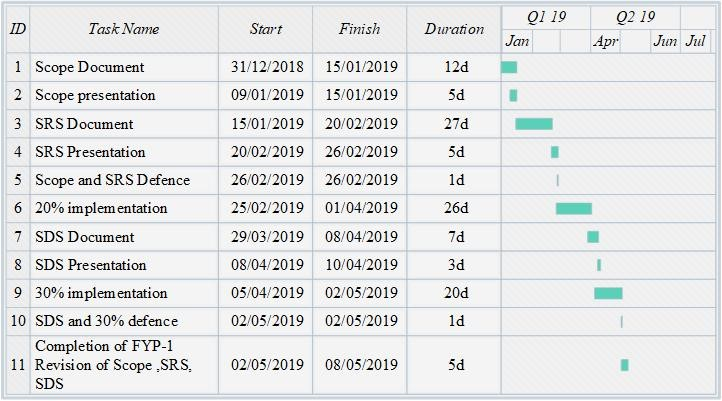 ID Task Name Start Finish Duration Q1 19 Q2 19
Jan Apr Jun Jul
1 Scope Document 31/12/2018 15/01/2019 12d
2 Scope presentation 09/01/2019 15/01/2019 5d
3 SRS Document 15/01/2019 20/02/2019 27d
4 SRS Presentation 20/02/2019 26/02/2019 5d
5 Scope and SRS Defence 26/02/2019 26/02/2019 1d
6 20% implementation 25/02/2019 01/04/2019 26d
7 SDS Document 29/03/2019 08/04/2019 7d
8 SDS Presentation 08/04/2019 10/04/2019 3d
9 30% implementation 05/04/2019 02/05/2019 20d
10 SDS and 30% defence 02/05/2019 02/05/2019 1d
11 Completion of FYP-1
Revision of Scope ,SRS, 02/05/2019 08/05/2019 5d
SDS